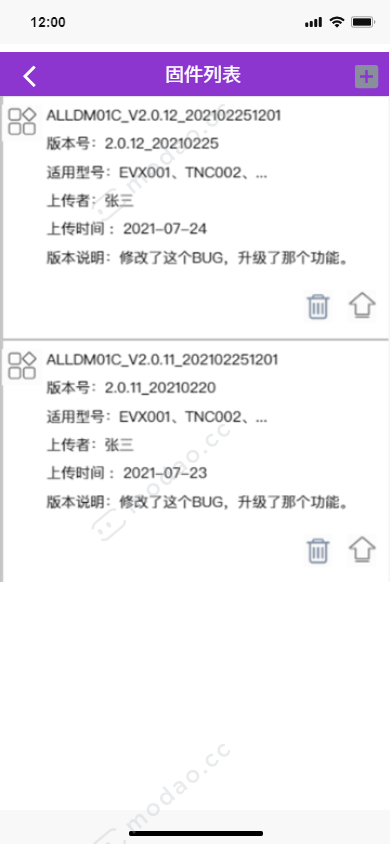 12:00
固件列表
ALLDM01C_V2.0.12_202102251201
版本号：2.0.12_20210225
适用型号：EVX001、TNC002、...
上传者：张三
上传时间 ：2021-07-24
版本说明：修改了这个BUG，升级了那个功能。
ALLDM01C_V2.0.11_202102251201
版本号：2.0.11_20210220
适用型号：EVX001、TNC002、...
上传者：张三
上传时间 ：2021-07-23
版本说明：修改了这个BUG，升级了那个功能。
modao.cc
modao.cc
modao.cc